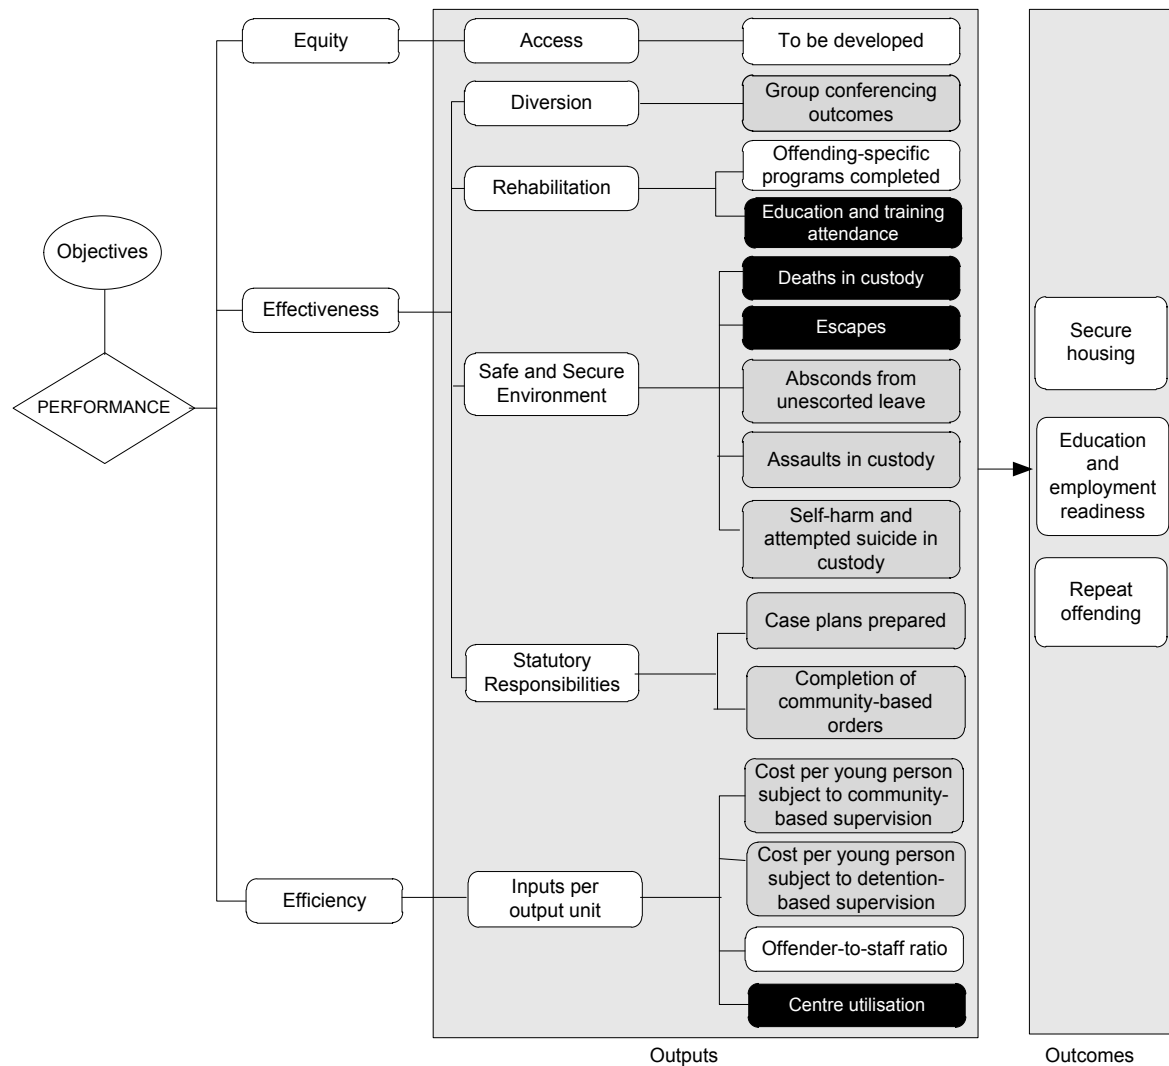 Objectives
PERFORMANCE
Equity
Access
To be developed
Effectiveness
Diversion
Group conferencing
outcomes
Rehabilitation
Offending-specific
programs completed
Education and training
attendance
Safe and Secure
Environment
Deaths in custody
Escapes
Absconds from
unescorted leave
Assaults in custody
Self-harm and
attempted suicide in
custody
Statutory
Responsibilities
Case plans prepared
Completion of
community-based
orders
Efficiency
Inputs per
output unit
Cost per young person
subject to community-
based supervision
Cost per young person
subject to detention-
based supervision
Offender-to-staff ratio
Centre utilisation
Outputs
Secure
housing
Education
and
employment
readiness
Repeat
offending
Outcomes